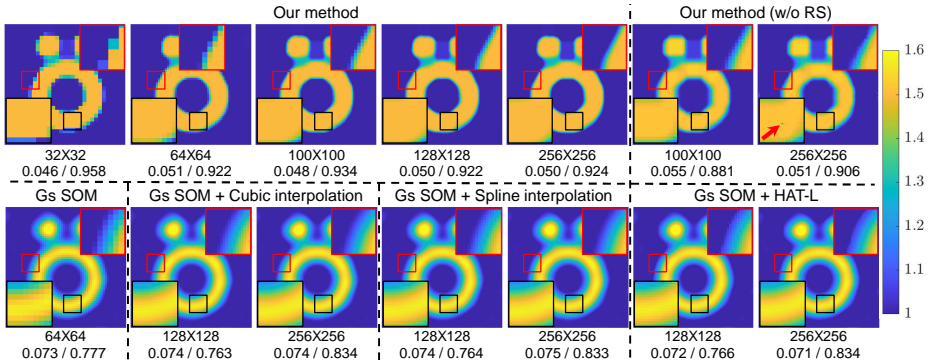 Our method
Our method (w/o RS)
32X32
64X64
100X100
128X128
256X256
100X100
256X256
0.046 / 0.958
0.051 / 0.922
0.048 / 0.934
0.050 / 0.922
0.050 / 0.924
0.055 / 0.881
0.051 / 0.906
Gs SOM
Gs SOM + Cubic interpolation
Gs SOM + Spline interpolation
Gs SOM + HAT-L
64X64
128X128
256X256
128X128
256X256
128X128
256X256
0.073 / 0.777
0.074 / 0.763
0.074 / 0.834
0.074 / 0.764
0.075 / 0.833
0.072 / 0.766
0.071 / 0.834
1.6
1.5
1.4
1.3
1.2
1.1
1